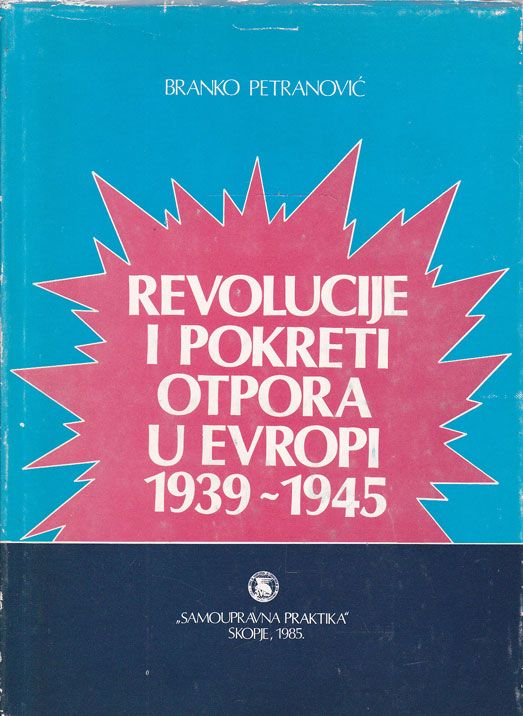 BRANKO PETRANOVIĆ
REVOLUCIJE
I POKRETI
OTPORA
U EVROPI
1939~1945
„SAMOUPRAVNA PRAKTIKA“
SKOPJE, 1985.